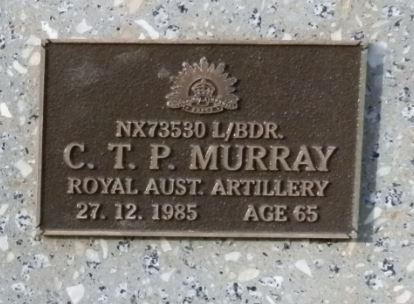 NX73530 L/BDR.
C. T. P. MURRAY
ROYAL AUST. ARTILLERY
27. 12. 1985 AGE 65